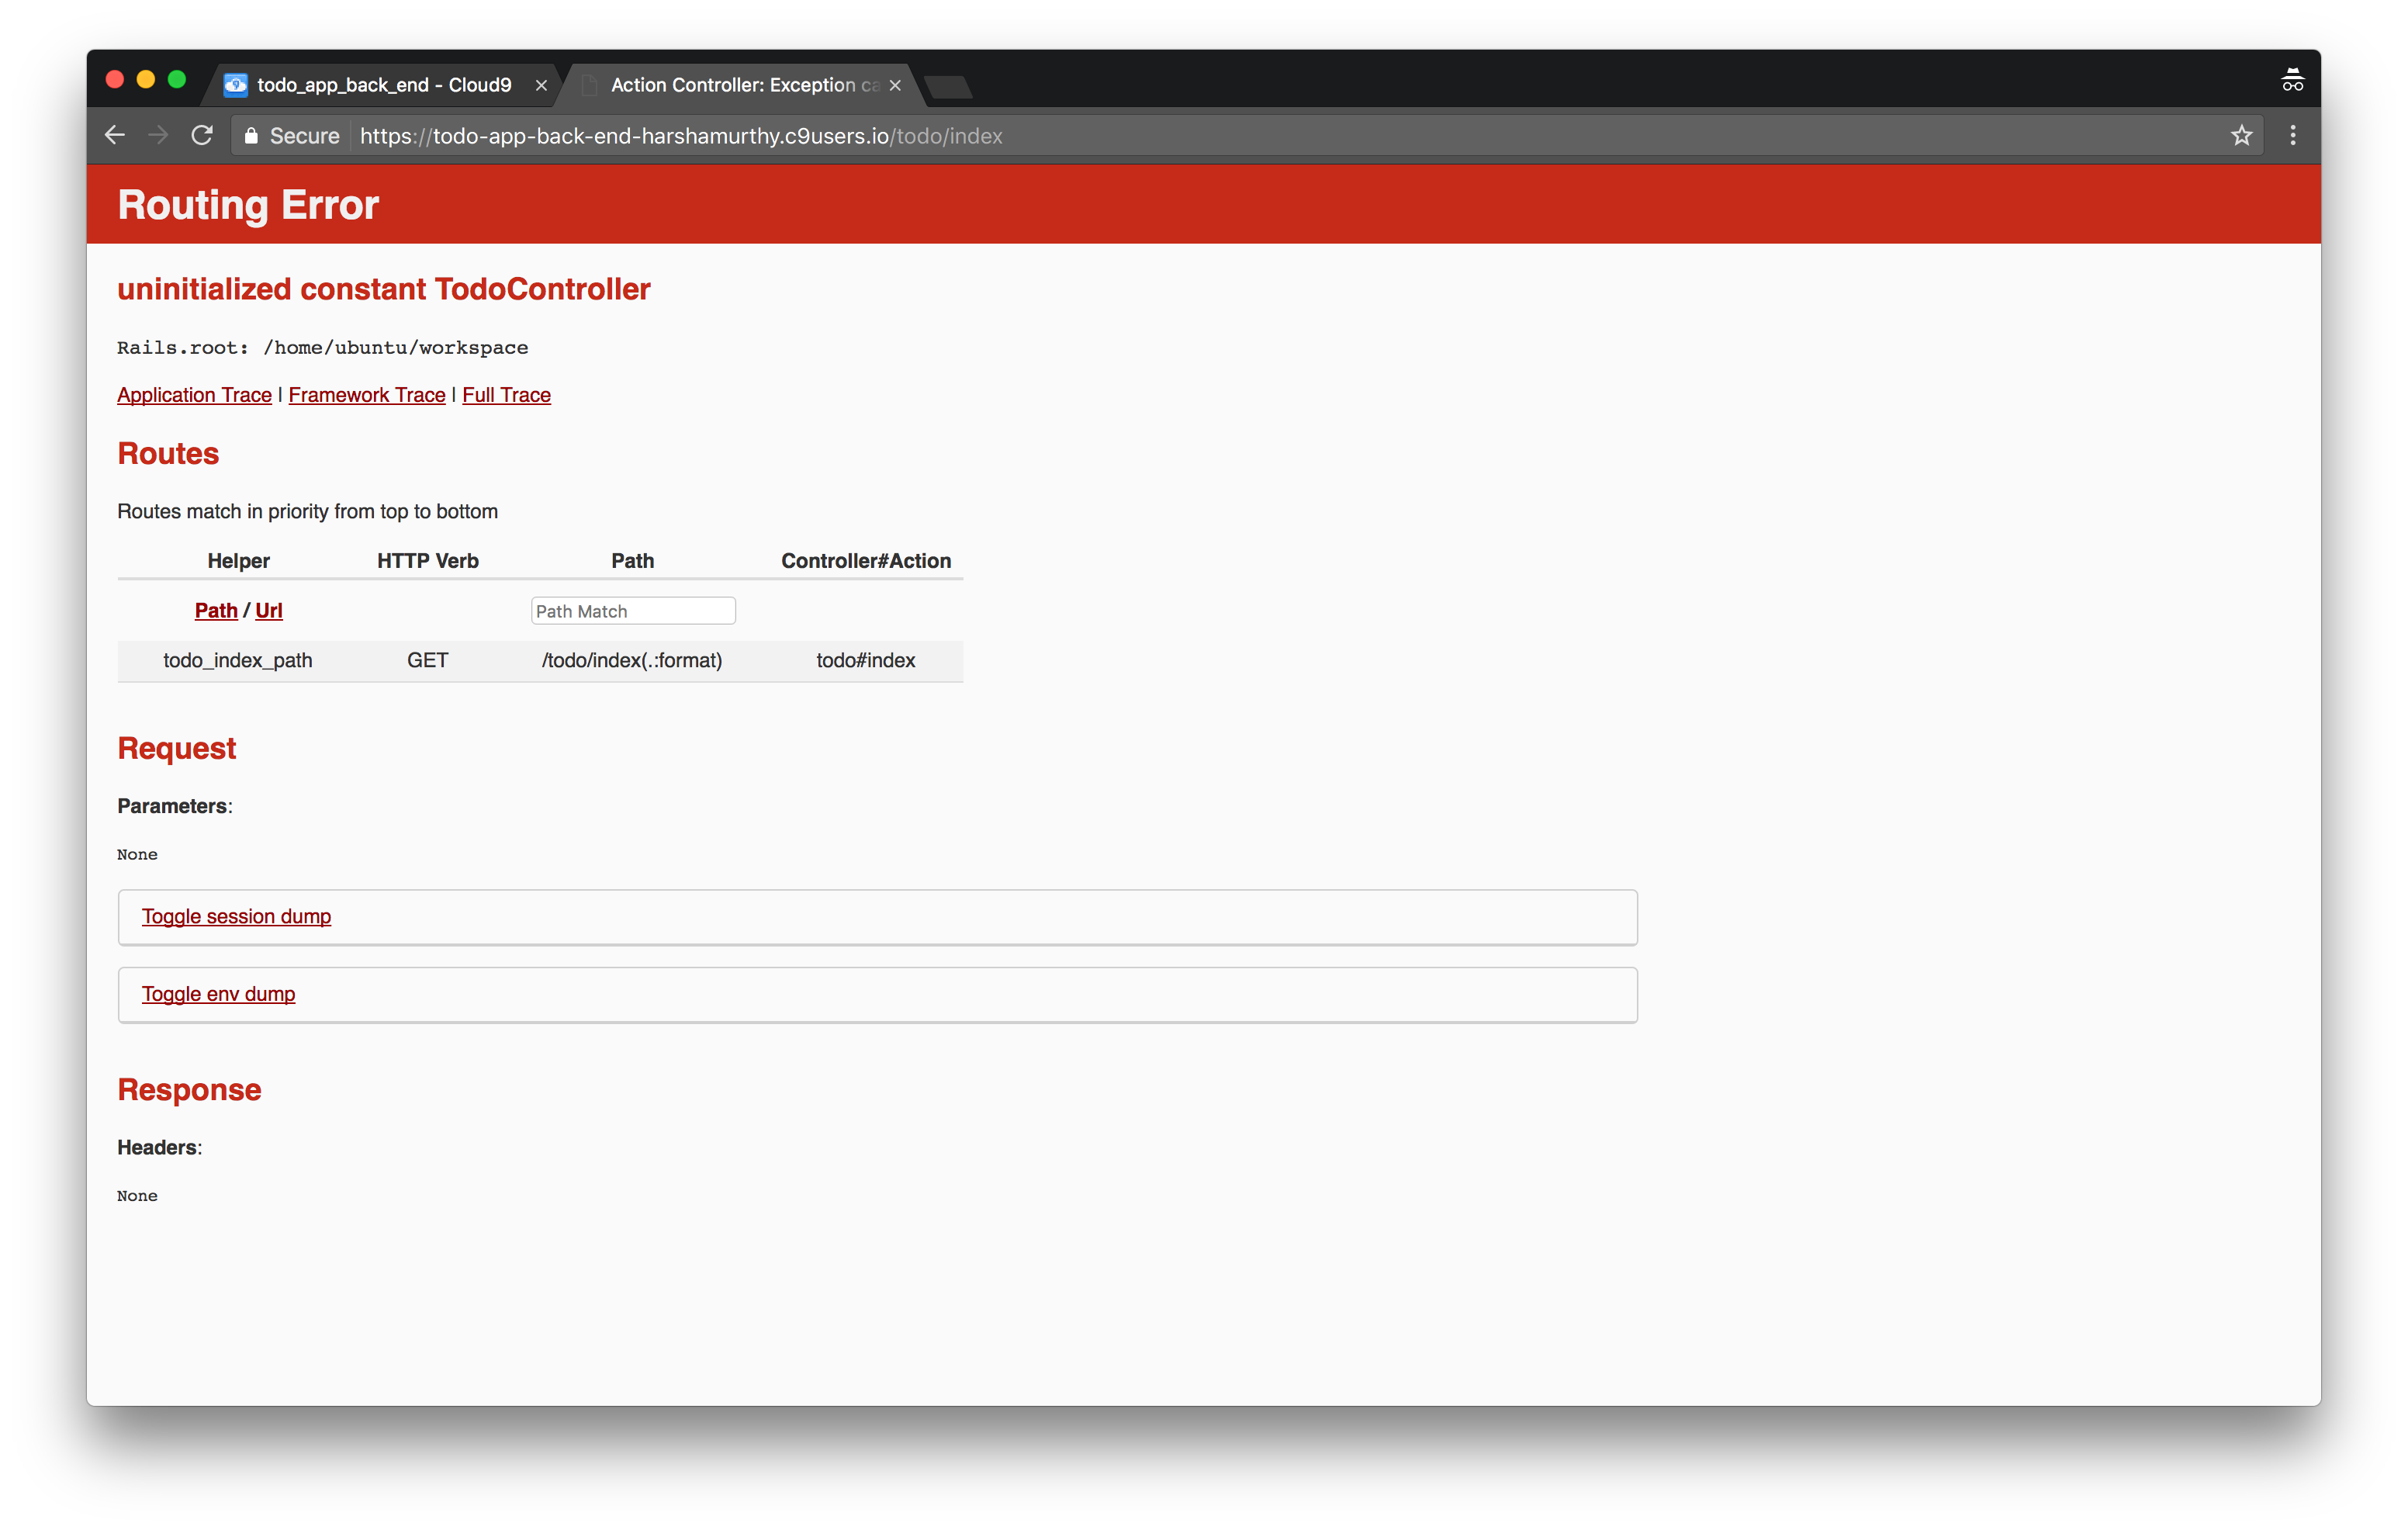 todo_app_back_end - Cloud9
Action Controller: Exception ca
Secure https://todo-app-back-end-harshamurthy.c9users.io/todo/index
Routing Error
uninitialized constant TodoController
Rails.root: /home/ubuntu/workspace
Application Trace | Framework Trace | Full Trace
Routes
Routes match in priority from top to bottom
Helper HTTP Verb Path Controller#Action
Path / Url Path Match
todo_index_path GET /todo/index(.:format) todo#index
Request
Parameters:
None
Toggle session dump
Toggle env dump
Response
Headers:
None